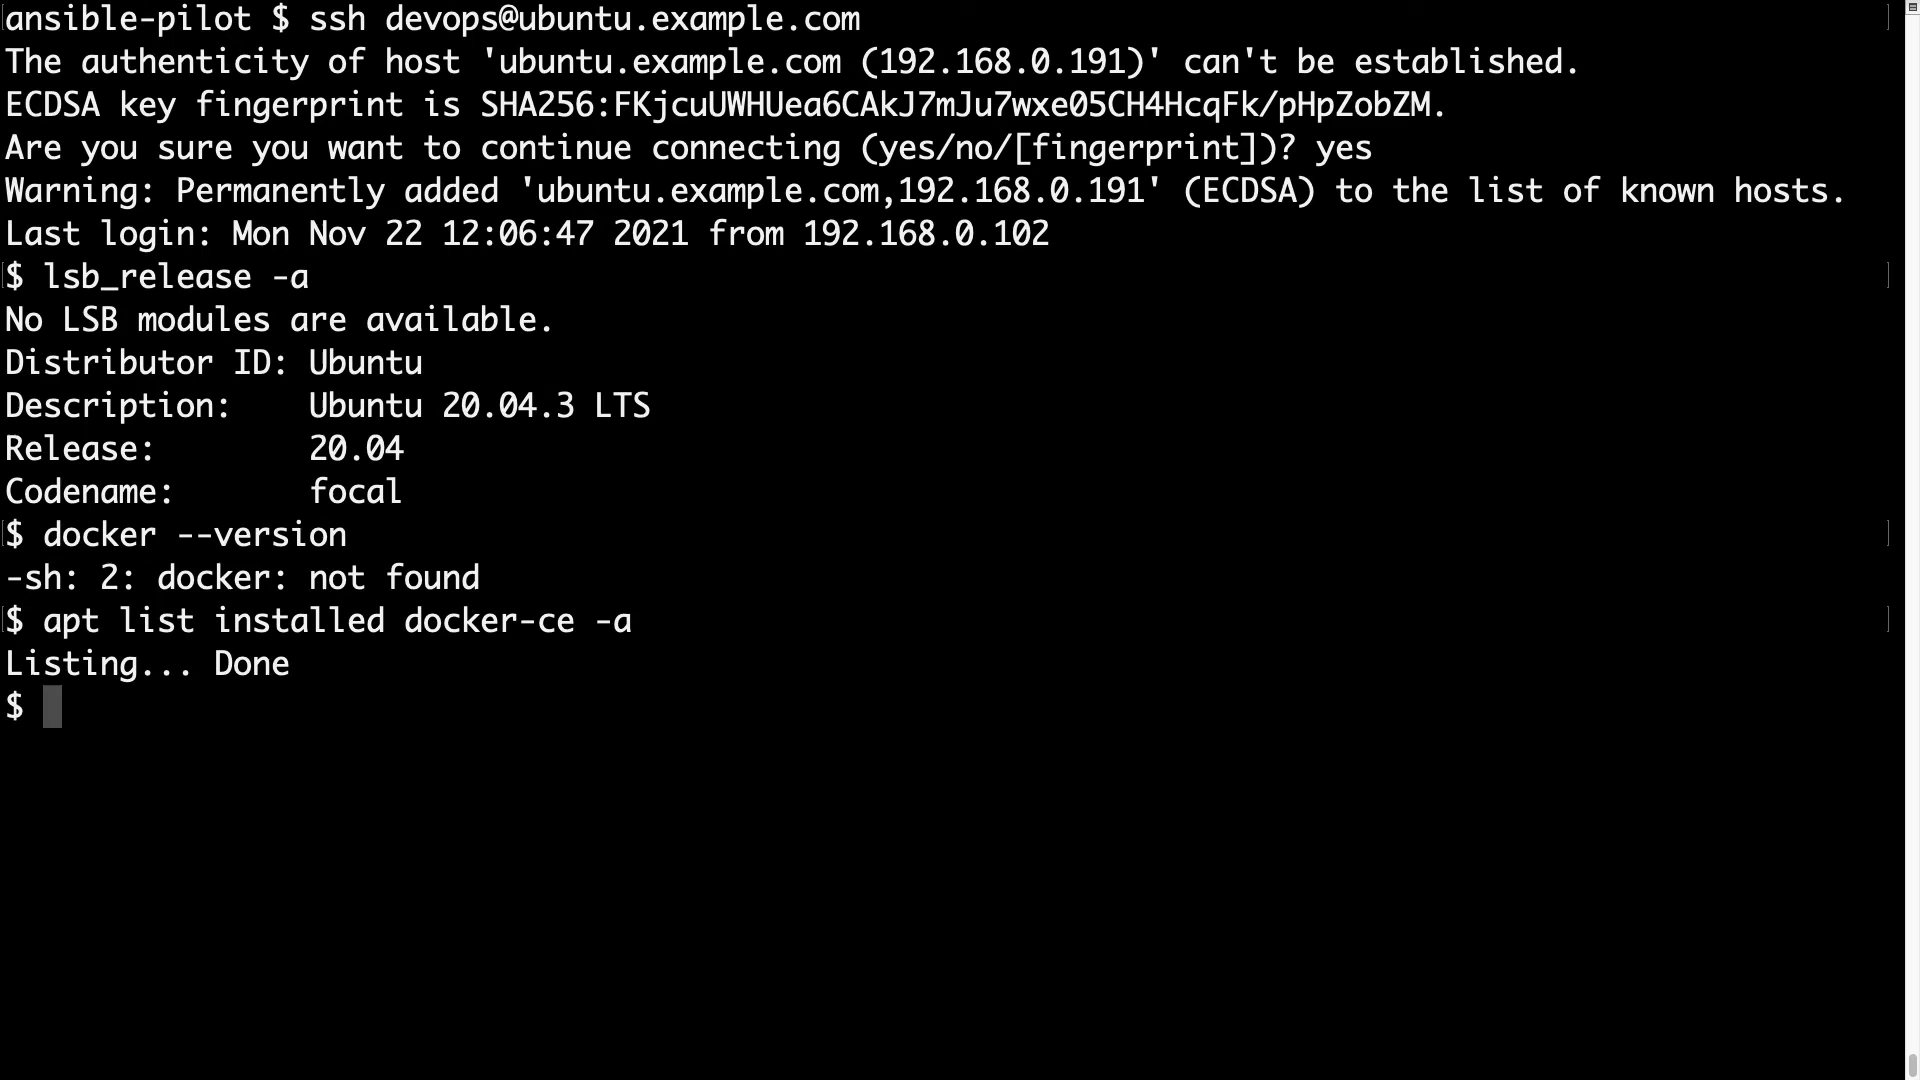 [ansible-pilot $ ssh devops@ubuntu.example.com ]
The authenticity of host 'ubuntu.example.com (192.168.0.191)' can't be established.
ECDSA key fingerprint is SHA256:FKjcuUWHUea6CAkJ7mJu7wxe05CH4HcqFk/pHpZobZM.
Are you sure you want to continue connecting (yes/no/[fingerprint])? yes
Warning: Permanently added 'ubuntu.example.com,192.168.0.191' (ECDSA) to the list of known hosts.
Last login: Mon Nov 22 12:06:47 2021 from 192.168.0.102
[$ lsb_release -a ]
No LSB modules are available.
Distributor ID: Ubuntu
Description:    Ubuntu 20.04.3 LTS
Release:        20.04
Codename:       focal
[$ docker --version ]
-sh: 2: docker: not found
[$ apt list installed docker-ce -a ]
Listing... Done
$